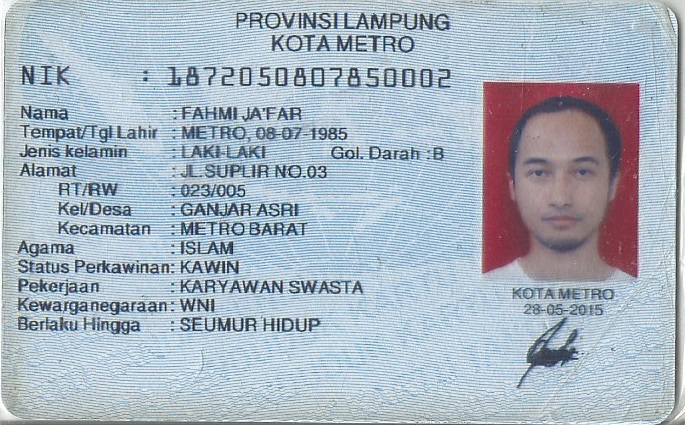 PROVINSI LAMPUNG
KOTA METRO
NIK : 1872050807850002
Nama : FAHMI JA'FAR
Tempat/Tgl Lahir : METRO, 08-07-1985
Jenis kelamin : LAKI-LAKI Gol. Darah : B
Alamat : JL.SUPLIR NO.03
RT/RW : 023/005
Kel/Desa : GANJAR ASRI
Kecamatan : METRO BARAT
Agama : ISLAM
Status Perkawinan: KAWIN
Pekerjaan : KARYAWAN SWASTA
Kewarganegaraan: WNI
Berlaku Hingga : SEUMUR HIDUP
KOTA METRO
28-05-2015